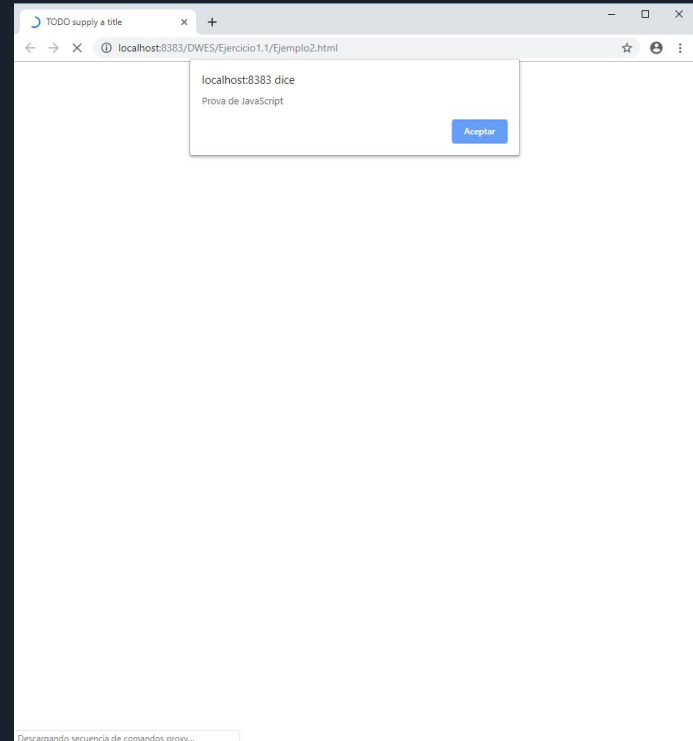 TODO supply a title
localhost:8383/DWES/Ejercicio1.1/Ejemplo2.html
localhost:8383 dice
Prova de JavaScript
Aceptar
Descargando secuencia de comandos proxy...